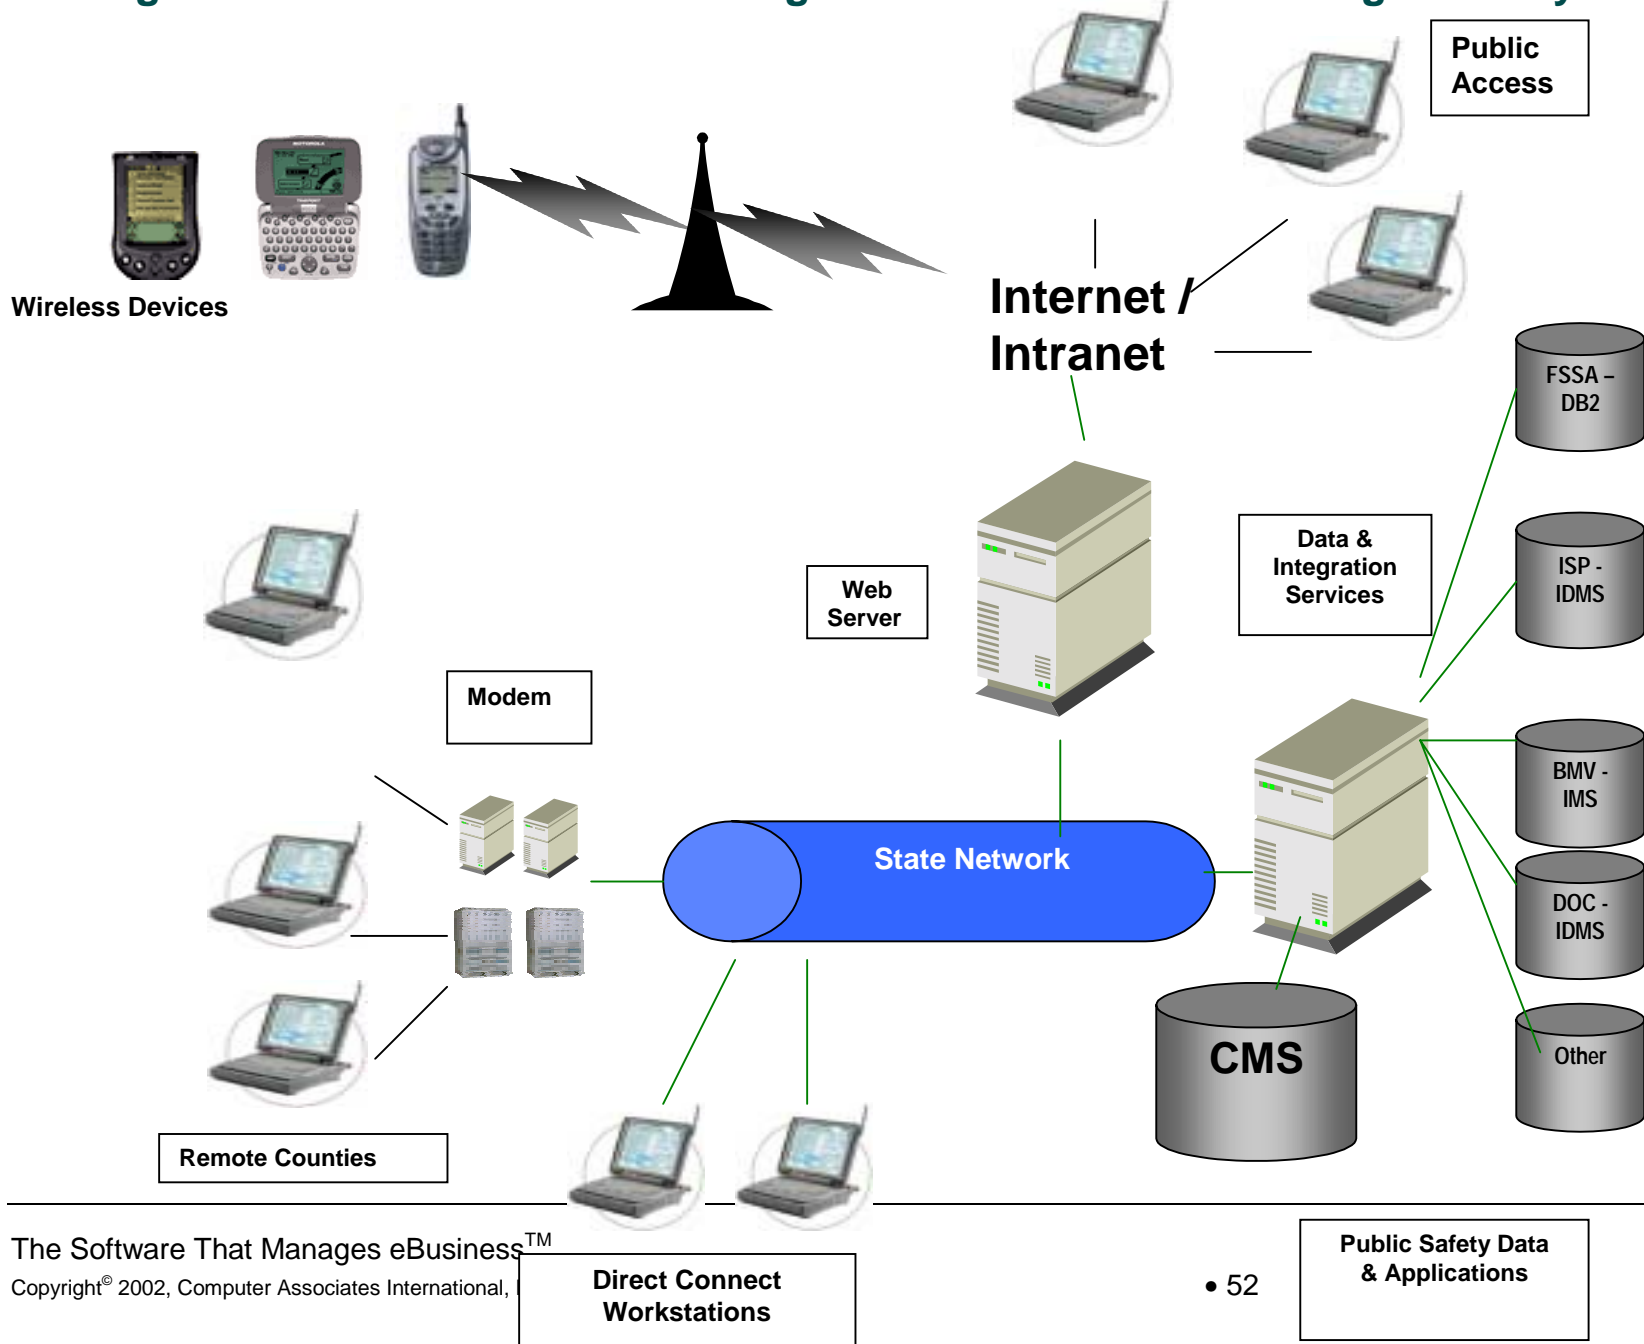 Public
Access
Wireless Devices
Internet /
Intranet
FSSA –
DB2
Data &
Integration
Services
ISP -
IDMS
Web
Server
Modem
BMV -
IMS
State Network
DOC -
IDMS
CMS
Other
Remote Counties
The Software That Manages eBusiness™
Copyright© 2002, Computer Associates International,
Direct Connect
Workstations
• 52
Public Safety Data
& Applications